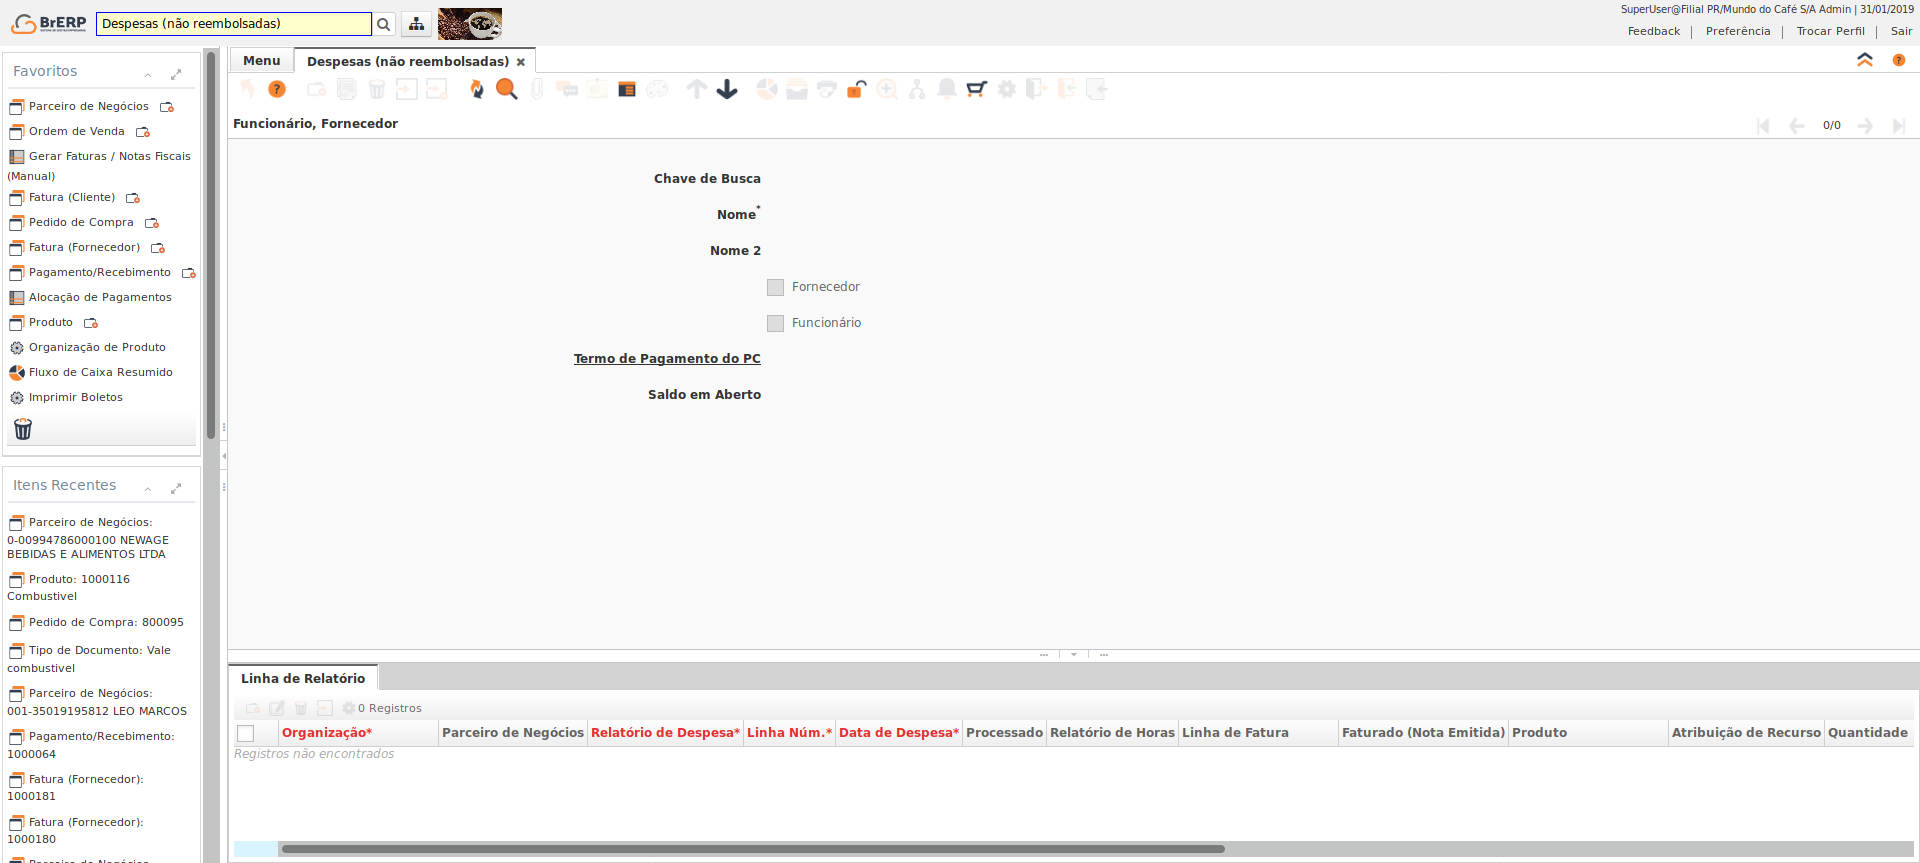 BrERP
Despesas (não reembolsadas)
SuperUser@Filial PR/Mundo do Café S/A Admin | 31/01/2019
Feedback | Preferência | Trocar Perfil | Sair
Favoritos
Parceiro de Negócios
Ordem de Venda
Gerar Faturas / Notas Fiscais
(Manual)
Fatura (Cliente)
Pedido de Compra
Fatura (Fornecedor)
Pagamento/Recebimento
Alocação de Pagamentos
Produto
Organização de Produto
Fluxo de Caixa Resumido
Imprimir Boletos
Itens Recentes
Parceiro de Negócios:
0-00994786000100 NEWAGE
BEBIDAS E ALIMENTOS LTDA
Produto: 1000116
Combustivel
Pedido de Compra: 800095
Tipo de Documento: Vale
combustivel
Parceiro de Negócios:
001-35019195812 LEO MARCOS
Pagamento/Recebimento:
1000064
Fatura (Fornecedor):
1000181
Fatura (Fornecedor):
1000180
Parceiro de Negócios
Menu
Despesas (não reembolsadas)
Funcionário, Fornecedor
0/0
Chave de Busca
Nome*
Nome 2
Fornecedor
Funcionário
Termo de Pagamento do PC
Saldo em Aberto
Linha de Relatório
0 Registros
Organização* Parceiro de Negócios Relatório de Despesa* Linha Núm.* Data de Despesa* Processado Relatório de Horas Linha de Fatura Faturado (Nota Emitida) Produto Atribuição de Recurso Quantidade
Registros não encontrados